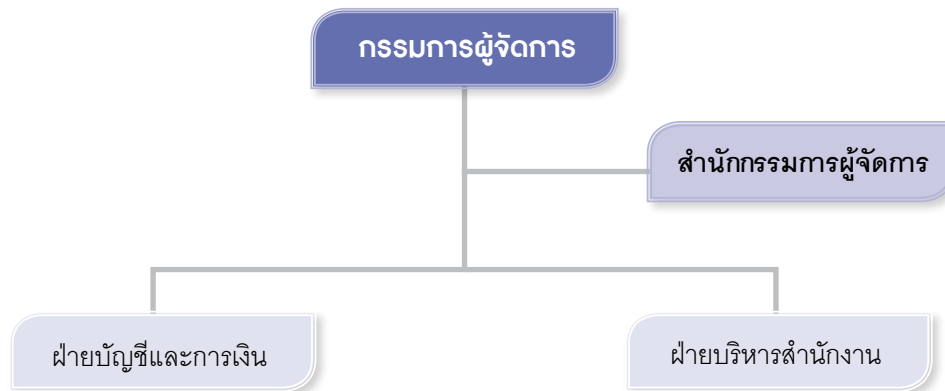 กรรมการผู้จัดการ
สำนักกรรมการผู้จัดการ
ฝ่ายบัญชีและการเงิน
ฝ่ายบริหารสำนักงาน